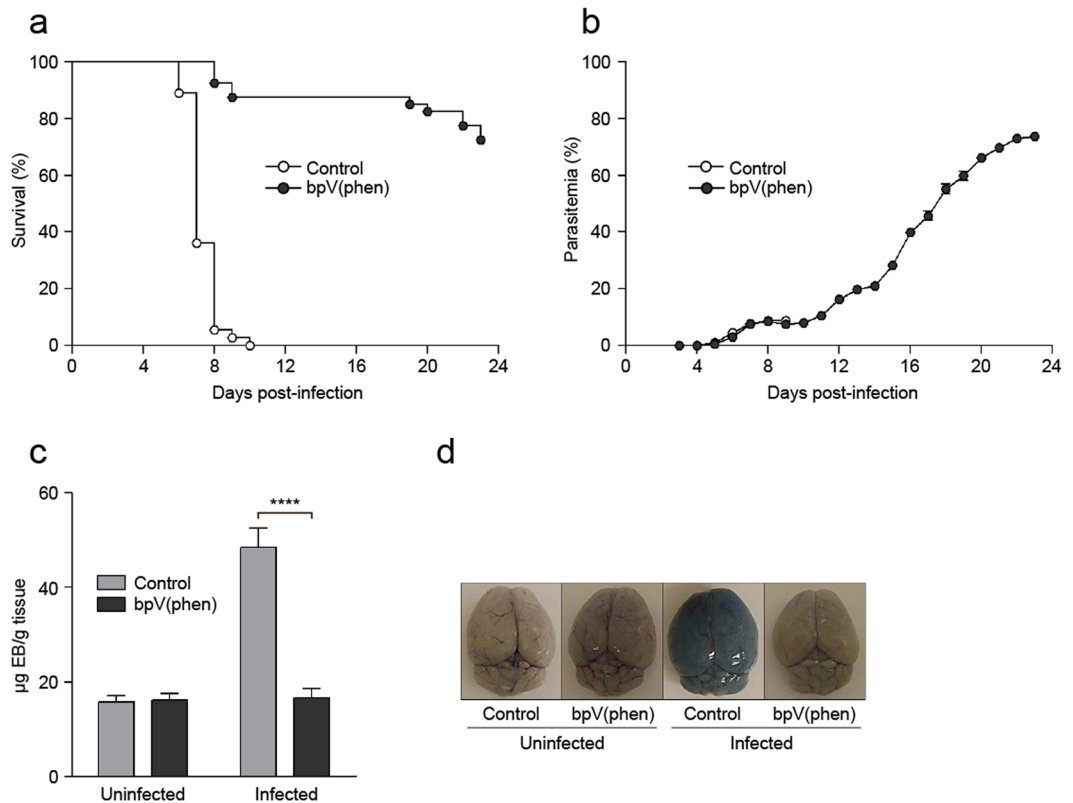 a
100
80
60
40
20
0
Survival (%)
0 4 8 12 16 20 24
Days post-infection
Control
bpV(phen)
b
100
80
60
40
20
0
Parasitemia (%)
0 4 8 12 16 20 24
Days post-infection
Control
bpV(phen)
c
60
40
20
0
µg EB/g tissue
****
Control
bpV(phen)
Uninfected Infected
d
Control bpV(phen) Control bpV(phen)
Uninfected Infected